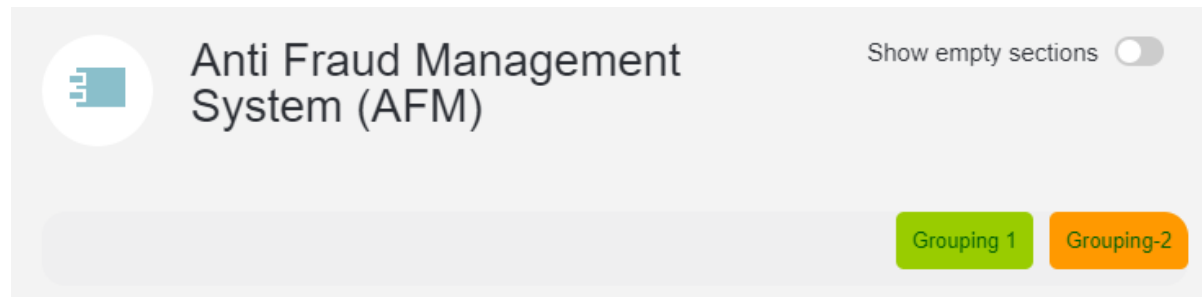 Anti Fraud Management
System (AFM)
Show empty sections
Grouping 1
Grouping-2